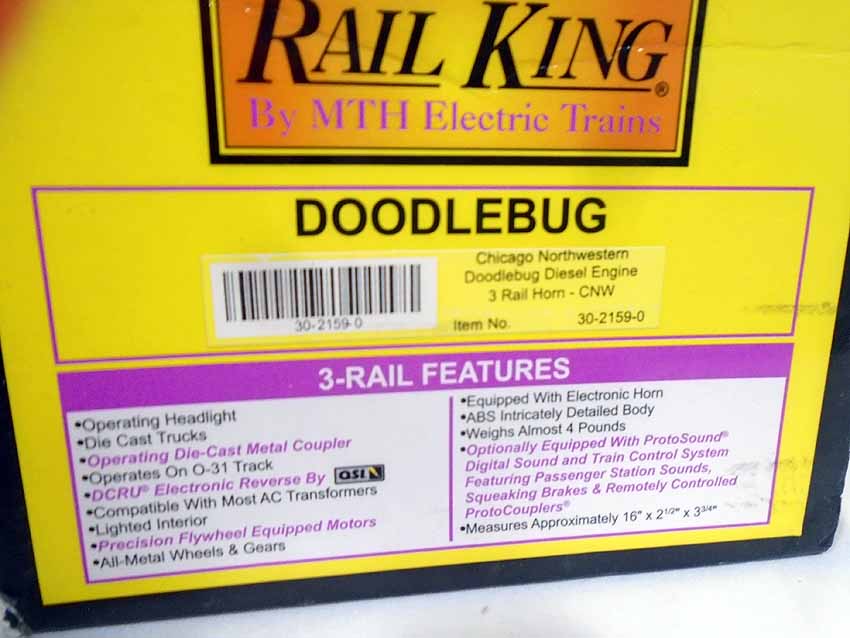 RAIL KING®
By MTH Electric Trains
DOODLEBUG
30-2159-0
Chicago Northwestern
Doodlebug Diesel Engine
3 Rail Horn - CNW
Item No. 30-2159-0
3-RAIL FEATURES
•Operating Headlight
•Die Cast Trucks
•Operating Die-Cast Metal Coupler
•Operates On O-31 Track
•DCRU® Electronic Reverse By QSI
•Compatible With Most AC Transformers
•Lighted Interior
•Precision Flywheel Equipped Motors
•All-Metal Wheels & Gears
•Equipped With Electronic Horn
•ABS Intricately Detailed Body
•Weighs Almost 4 Pounds
•Optionally Equipped With ProtoSound®
Digital Sound and Train Control System
Featuring Passenger Station Sounds,
Squeaking Brakes & Remotely Controlled
ProtoCouplers®
•Measures Approximately 16" x 2 1/2" x 3 3/4"